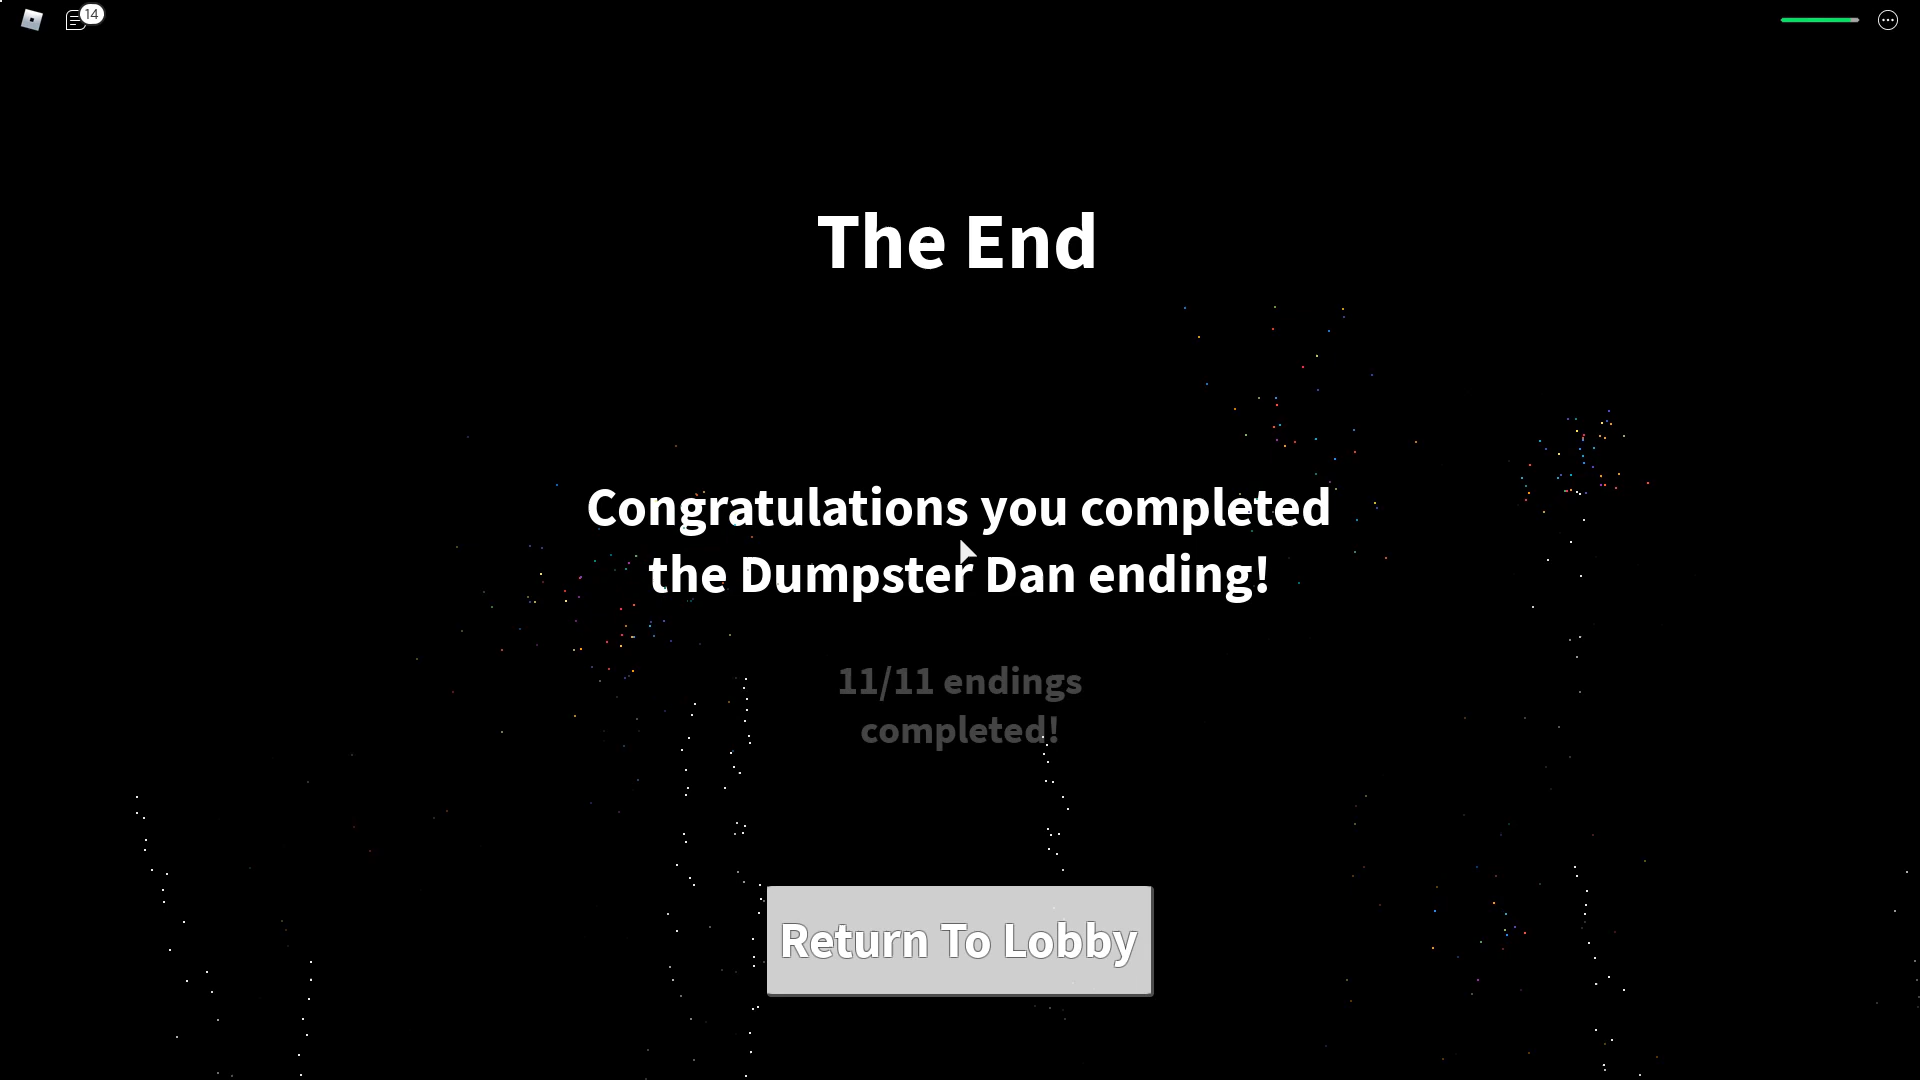 14
The End
Congratulations you completed
the Dumpster Dan ending!
11/11 endings
completed!
Return To Lobby